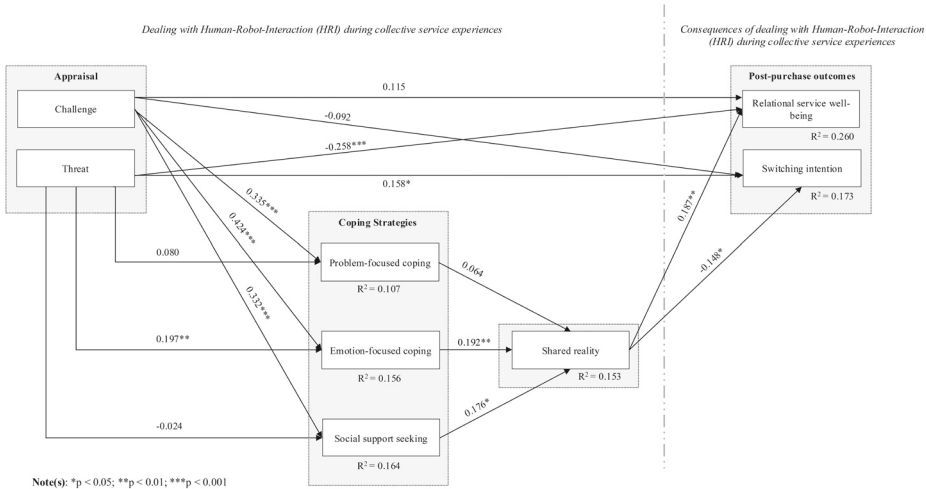 Dealing with Human-Robot-Interaction (HRI) during collective service experiences
Consequences of dealing with Human-Robot-Interaction
(HRI) during collective service experiences
Appraisal
Challenge
Threat
Post-purchase outcomes
Relational service well-
being
R² = 0.260
Switching intention
R² = 0.173
0.115
-0.092
-0.258***
0.158*
0.335***
0.424***
0.332***
0.187**
-0.148*
Coping Strategies
0.080
Problem-focused coping
R² = 0.107
0.064
0.197**
Emotion-focused coping
R² = 0.156
0.192**
Shared reality
R² = 0.153
0.176*
-0.024
Social support seeking
R² = 0.164
Note(s): *p < 0.05; **p < 0.01; ***p < 0.001